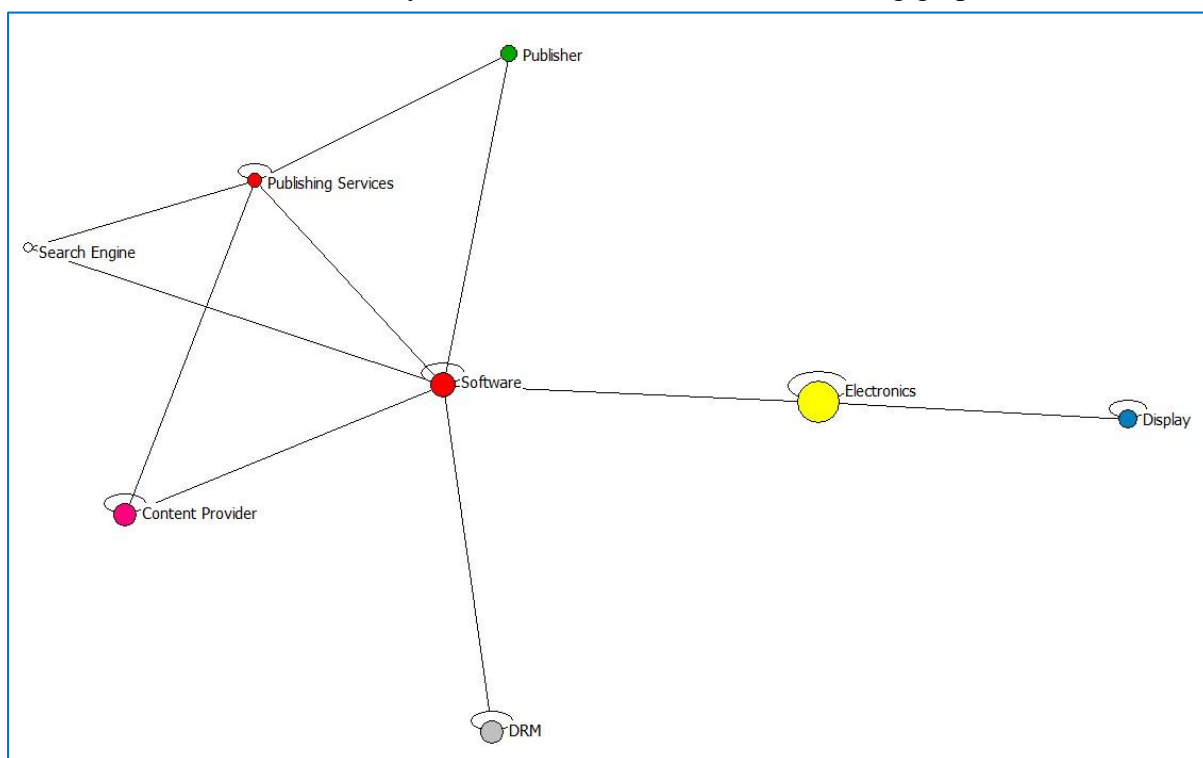 Publisher
Publishing Services
Search Engine
Software
Electronics
Display
Content Provider
DRM